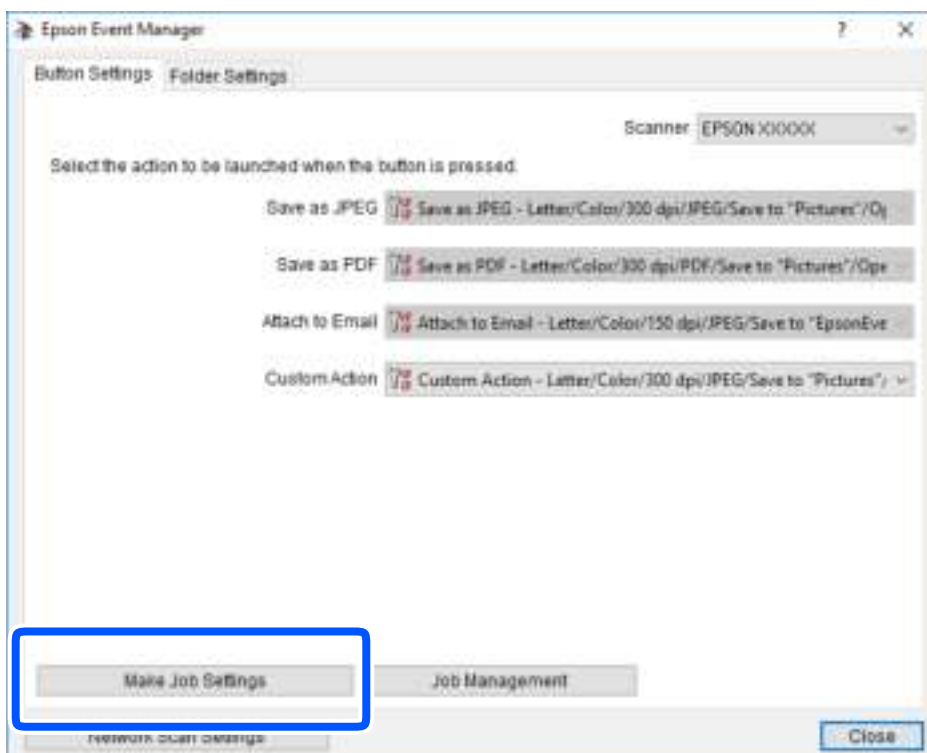 Epson Event Manager
Button Settings Folder Settings
Scanner EPSON XXXXX
Select the action to be launched when the button is pressed.
Save as JPEG Save as JPEG - Letter/Color/300 dpi/JPEG/Save to "Pictures"/Op
Save as PDF Save as PDF - Letter/Color/300 dpi/PDF/Save to "Pictures"/Ope
Attach to Email Attach to Email - Letter/Color/150 dpi/JPEG/Save to "EpsonEve
Custom Action Custom Action - Letter/Color/300 dpi/JPEG/Save to "Pictures"/
Make Job Settings Job Management
Network Scan Settings Close